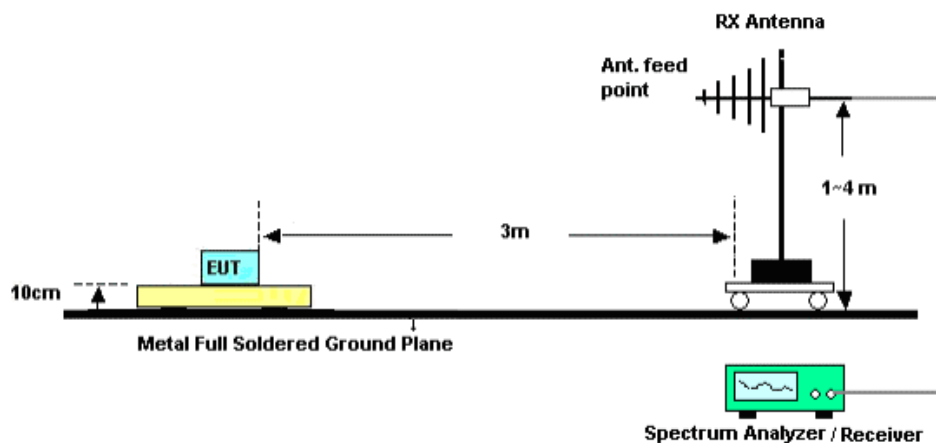 RX Antenna
Ant. feed
point
1~4 m
3m
EUT
10cm
Metal Full Soldered Ground Plane
Spectrum Analyzer / Receiver